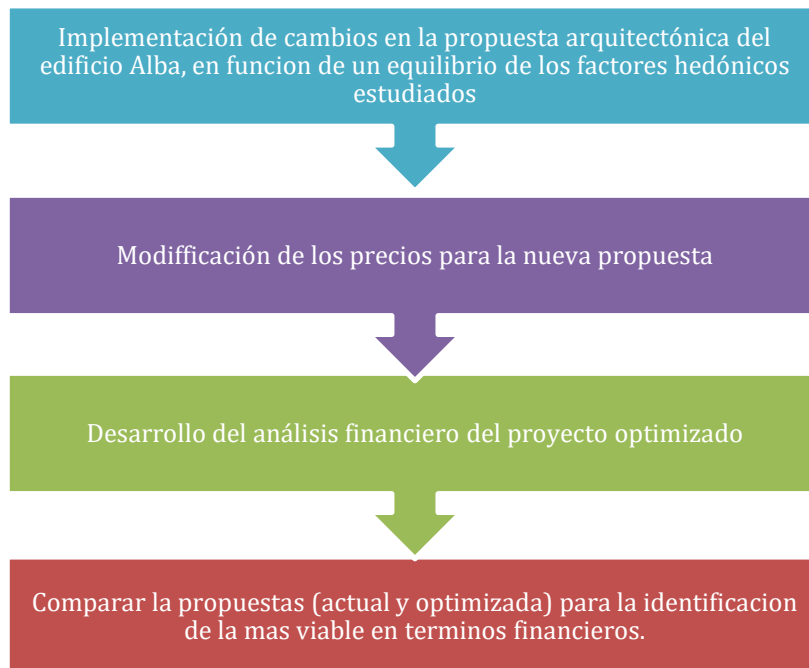 Implementación de cambios en la propuesta arquitectónica del
edificio Alba, en funcion de un equilibrio de los factores hedónicos
estudiados
Modifficación de los precios para la nueva propuesta
Desarrollo del análisis financiero del proyecto optimizado
Comparar la propuestas (actual y optimizada) para la identificacion
de la mas viable en terminos financieros.